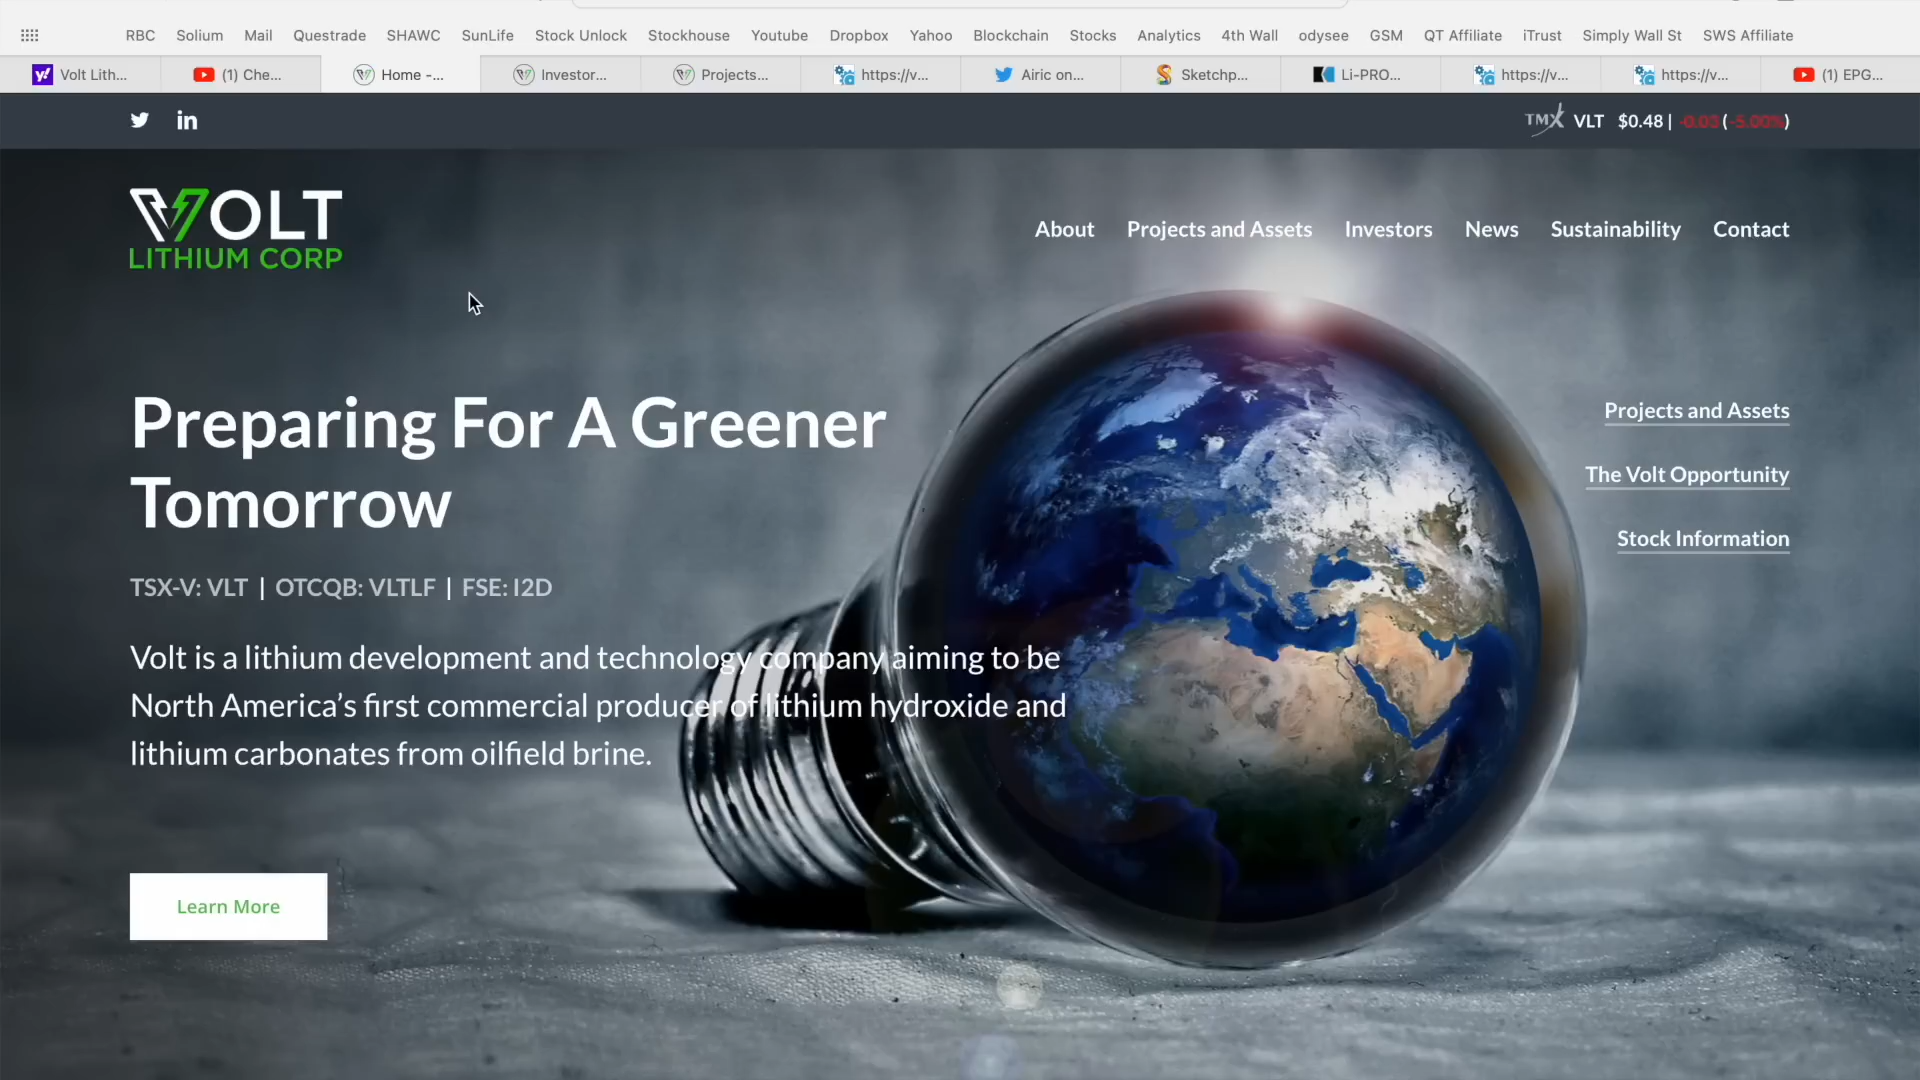 RBC Solium Mail Questrade SHAWC SunLife Stock Unlock Stockhouse Youtube Dropbox Yahoo Blockchain Stocks Analytics 4th Wall odysee GSM QT Affiliate iTrust Simply Wall St SWS Affiliate
Volt Lith... (1) Che... Home -... Investor... Projects... https://v... Airic on... Sketchp... Li-PRO... https://v... https://v... (1) EPG...
in TMX VLT $0.48 | -0.03 (-5.00%)
VOLT
LITHIUM CORP
About Projects and Assets Investors News Sustainability Contact
Preparing For A Greener
Tomorrow
Projects and Assets
The Volt Opportunity
Stock Information
TSX-V: VLT | OTCQB: VLTLF | FSE: I2D
Volt is a lithium development and technology company aiming to be
North America’s first commercial producer of lithium hydroxide and
lithium carbonates from oilfield brine.
Learn More